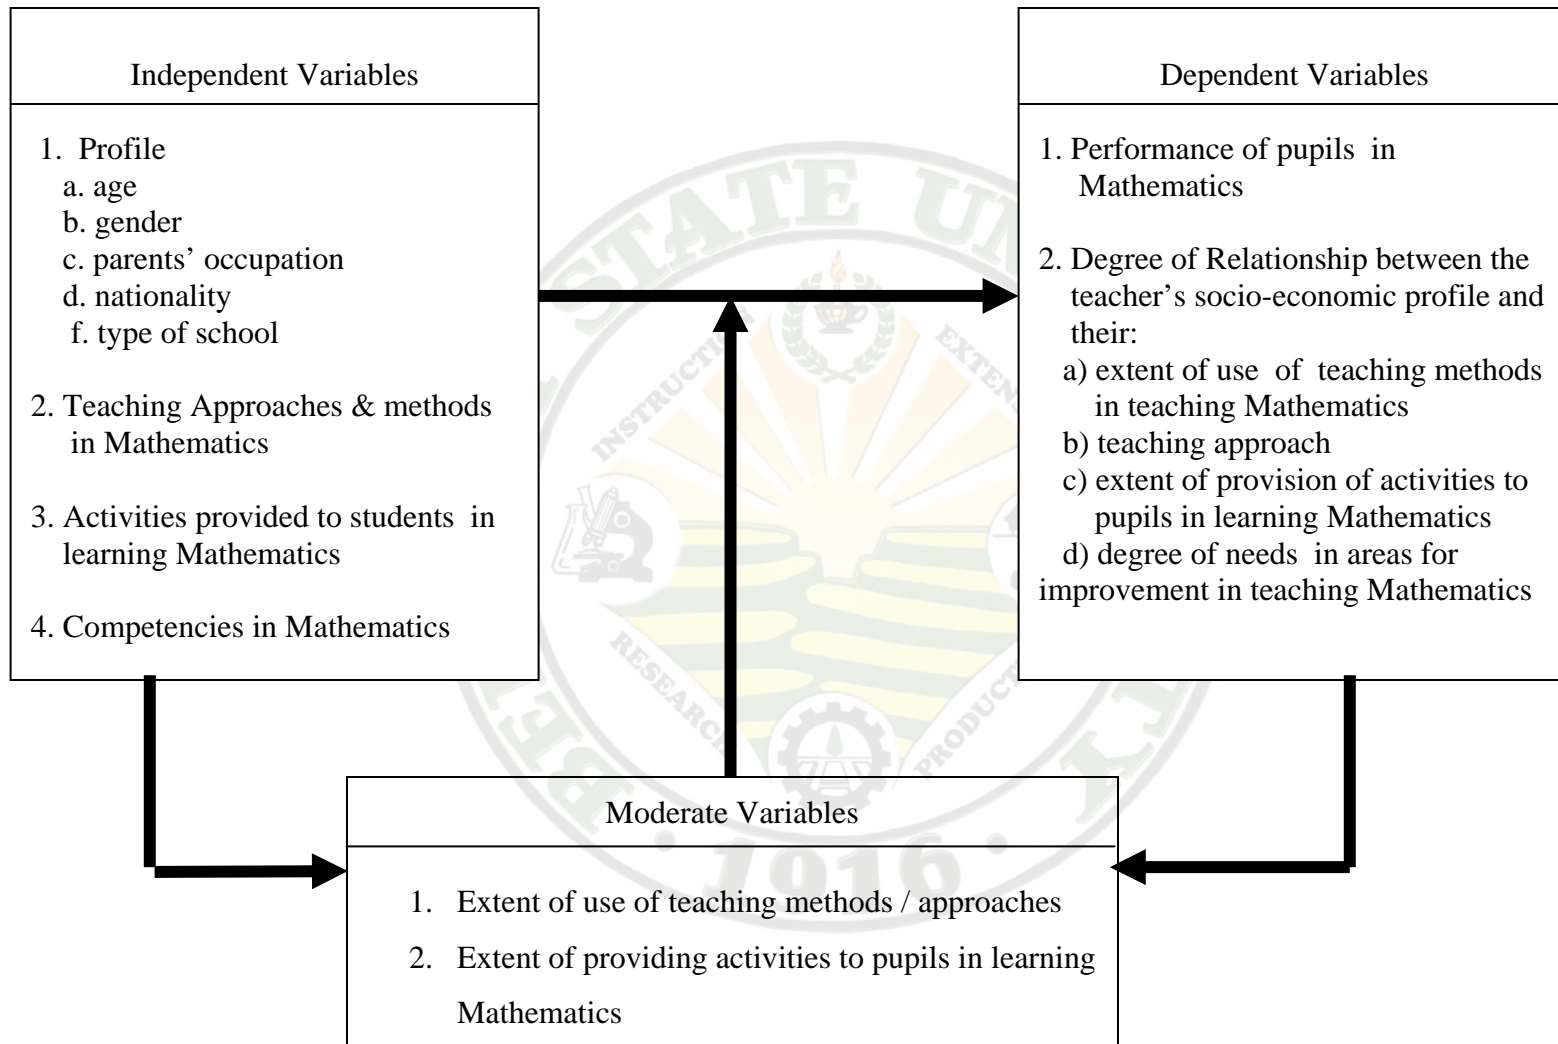 Independent Variables
1. Profile
a. age
b. gender
c. parents’ occupation
d. nationality
f. type of school
2. Teaching Approaches & methods
in Mathematics
3. Activities provided to students in
learning Mathematics
4. Competencies in Mathematics
Dependent Variables
1. Performance of pupils in
Mathematics
2. Degree of Relationship between the
teacher’s socio-economic profile and
their:
a) extent of use of teaching methods
in teaching Mathematics
b) teaching approach
c) extent of provision of activities to
pupils in learning Mathematics
d) degree of needs in areas for
improvement in teaching Mathematics
Moderate Variables
1. Extent of use of teaching methods / approaches
2. Extent of providing activities to pupils in learning
Mathematics
STATE
INSTRUCTION
RESEARCH
1916